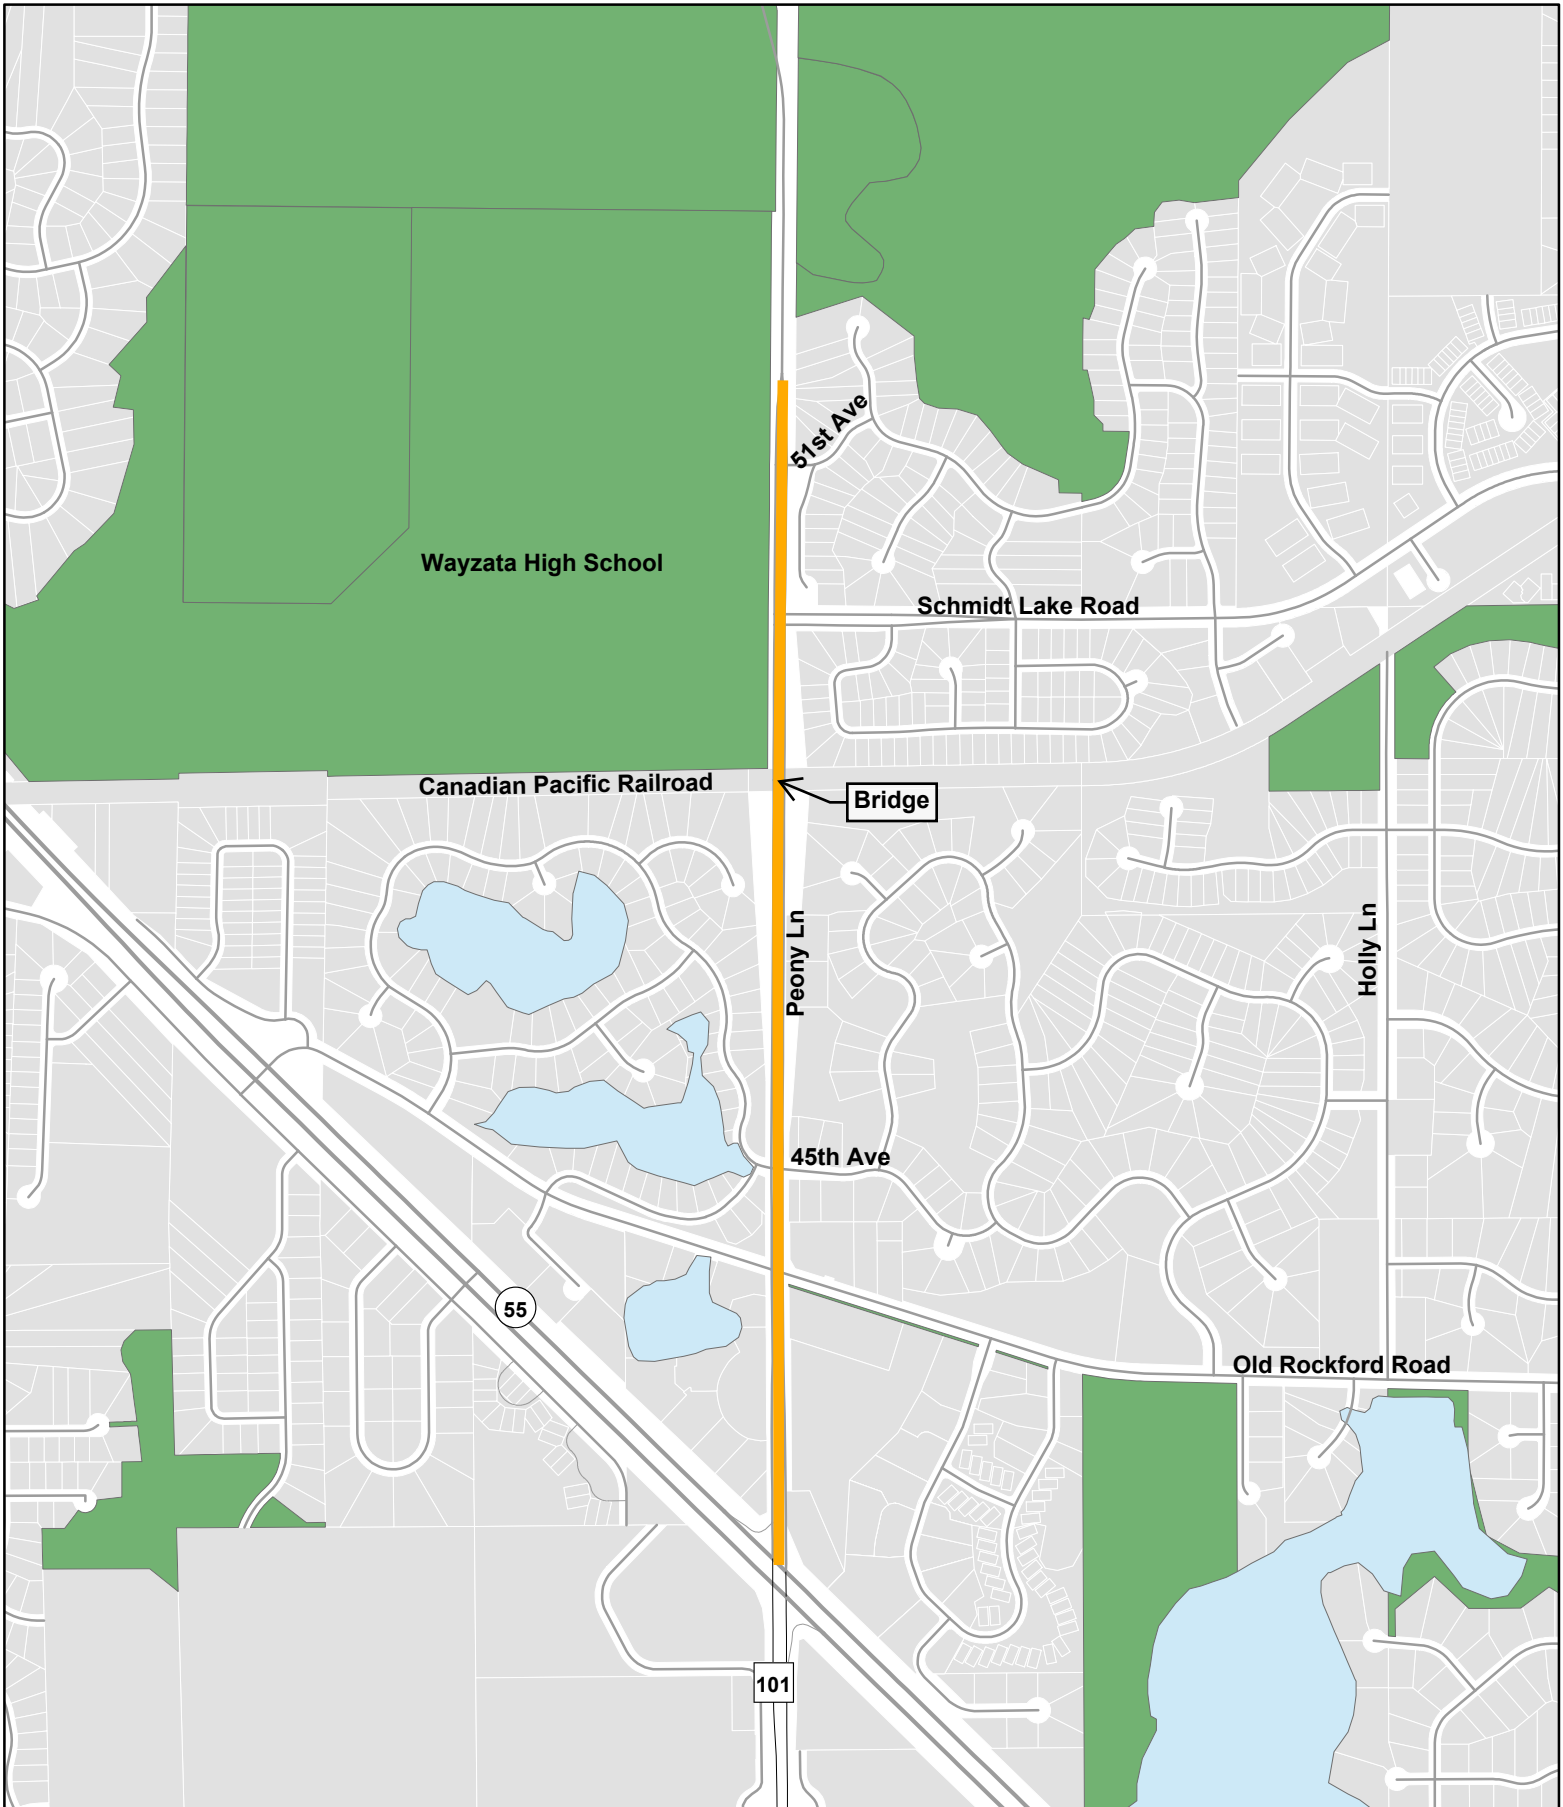 51st Ave
Wayzata High School
Schmidt Lake Road
Canadian Pacific Railroad
Bridge
Peony Ln
Holly Ln
45th Ave
55
Old Rockford Road
101